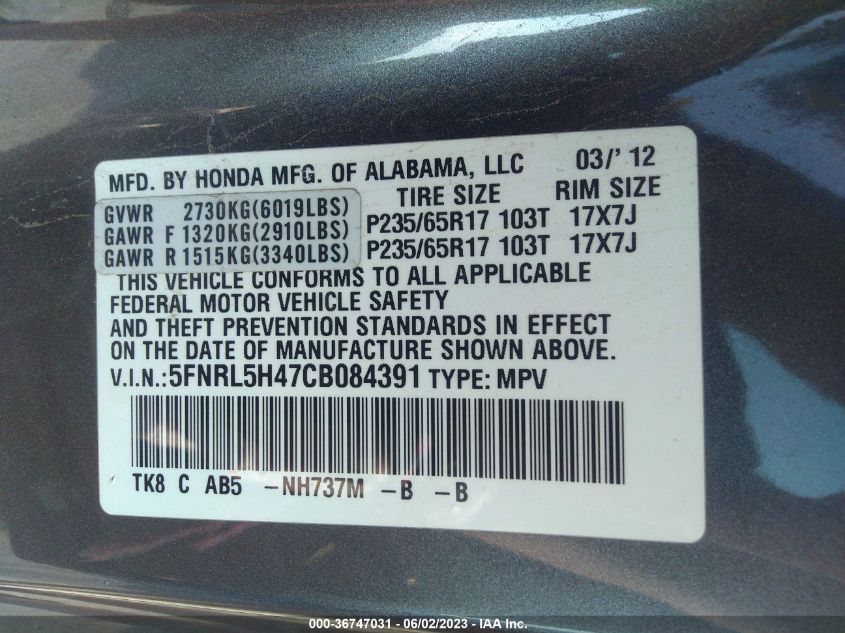 MFD. BY HONDA MFG. OF ALABAMA, LLC 03/' 12
TIRE SIZE RIM SIZE
GVWR 2730KG(6019LBS)
GAWR F 1320KG(2910LBS) P235/65R17 103T 17X7J
GAWR R 1515KG(3340LBS) P235/65R17 103T 17X7J
THIS VEHICLE CONFORMS TO ALL APPLICABLE
FEDERAL MOTOR VEHICLE SAFETY
AND THEFT PREVENTION STANDARDS IN EFFECT
ON THE DATE OF MANUFACTURE SHOWN ABOVE.
V.I.N.:5FNRL5H47CB084391 TYPE: MPV
TK8 C AB5 -NH737M -B -B
000-36747031 - 06/02/2023 - IAA Inc.